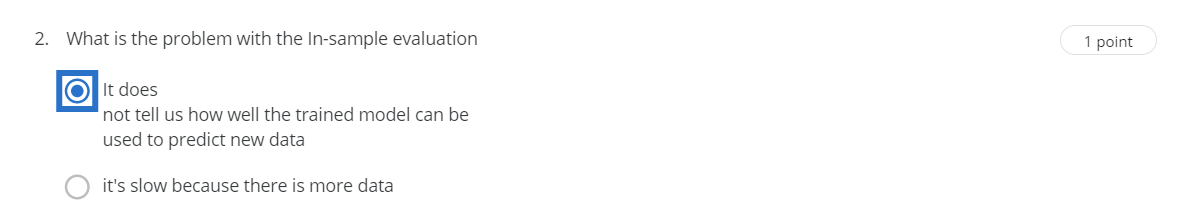 2. What is the problem with the In-sample evaluation
1 point
It does
not tell us how well the trained model can be
used to predict new data
it's slow because there is more data